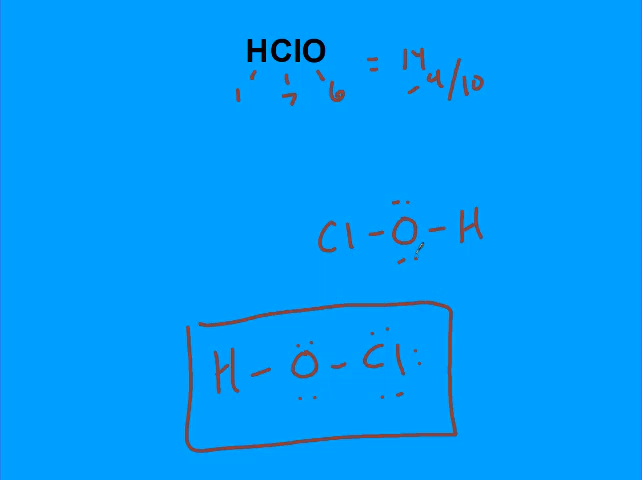 HClO = 14
1 7 6 - 4/10
Cl - O - H
H - O - Cl